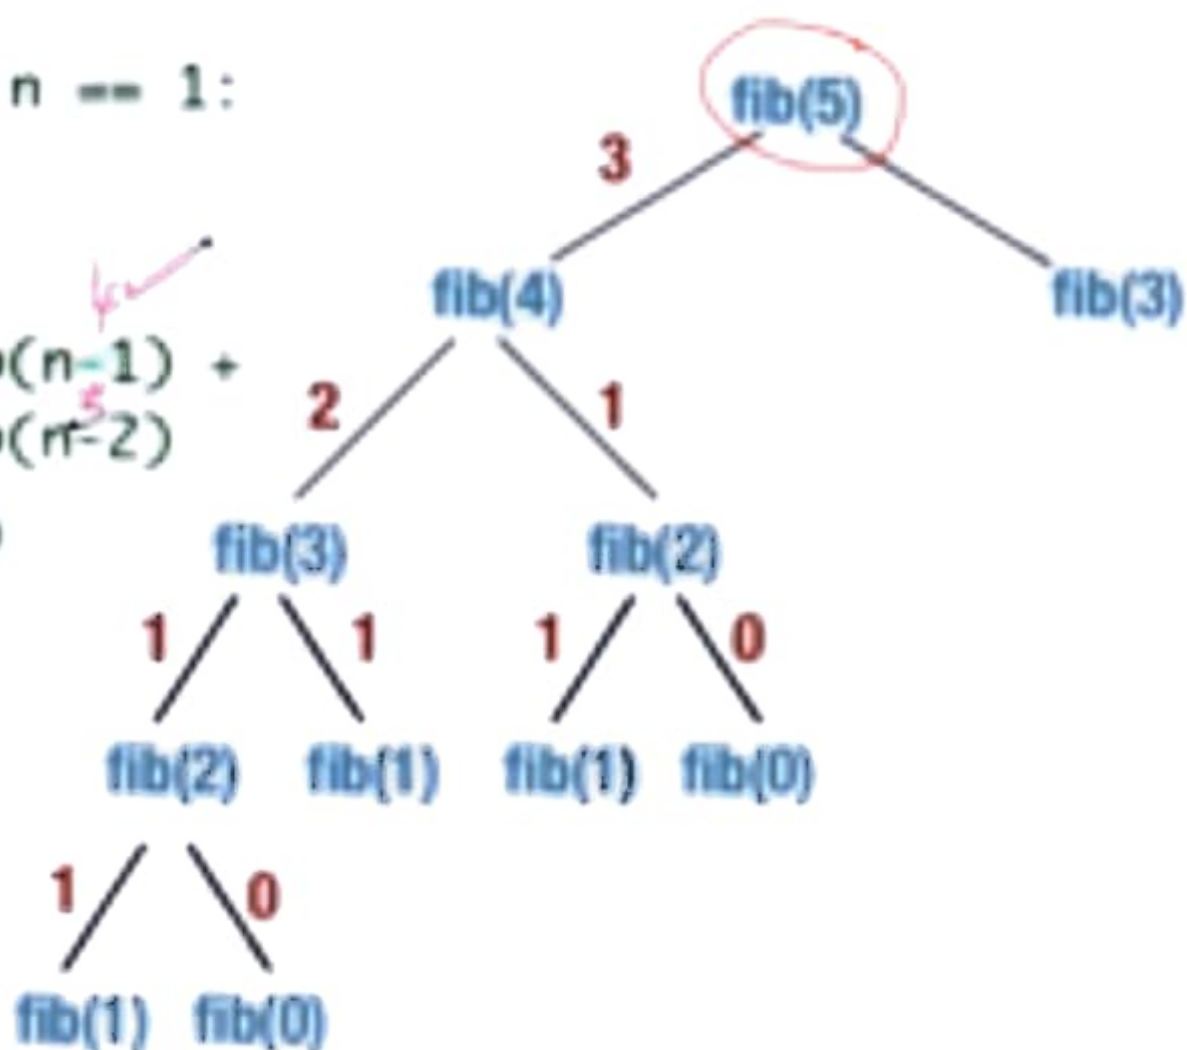 n == 1:
(n-1) +
(n-2)
)
fib(5)
3
fib(4)
fib(3)
2
1
fib(3)
fib(2)
1
1
1
0
fib(2)
fib(1)
fib(1)
fib(0)
1
0
fib(1)
fib(0)